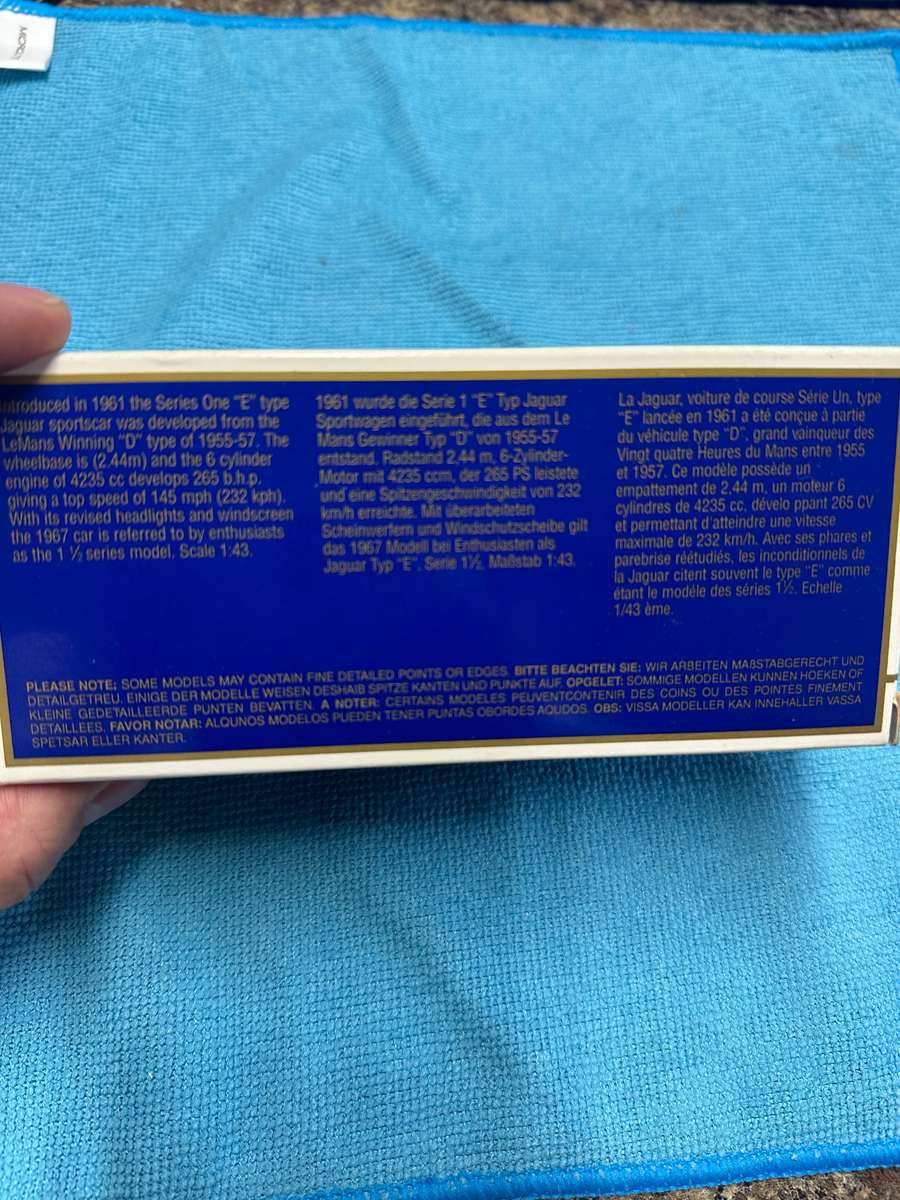 Introduced in 1961 the Series One "E" type
Jaguar sportscar was developed from the
LeMans Winning "D" type of 1955-57. The
wheelbase is (2.44m) and the 6 cylinder
engine of 4235 cc develops 265 b.h.p.
giving a top speed of 145 mph (232 kph).
With its revised headlights and windscreen
the 1967 car is referred to by enthusiasts
as the 1 ½ series model. Scale 1:43.
1961 wurde die Serie 1 "E" Typ Jaguar
Sportwagen eingeführt, die aus dem Le
Mans Gewinner Typ "D" von 1955-57
entstand. Radstand 2,44 m, 6-Zylinder-
Motor mit 4235 ccm, der 265 PS leistete
und eine Spitzengeschwindigkeit von 232
km/h erreichte. Mit überarbeiteten
Scheinwerfern und Windschutzscheibe gilt
das 1967 Modell bei Enthusiasten als
Jaguar Typ "E", Serie 1½. Maßstab 1:43.
La Jaguar, voiture de course Série Un, type
"E" lancée en 1961 a été conçue à partie
du véhicule type "D", grand vainqueur des
Vingt quatre Heures du Mans entre 1955
et 1957. Ce modèle possède un
empattement de 2,44 m, un moteur 6
cylindres de 4235 cc, dévelo ppant 265 CV
et permettant d'atteindre une vitesse
maximale de 232 km/h. Avec ses phares et
parebrise réétudiés, les inconditionnels de
la Jaguar citent souvent le type "E" comme
étant le modéle des séries 1½. Echelle
1/43 ème.
PLEASE NOTE; SOME MODELS MAY CONTAIN FINE DETAILED POINTS OR EDGES. BITTE BEACHTEN SIE: WIR ARBEITEN MAßSTABGERECHT UND
DETAILGETREU. EINIGE DER MODELLE WEISEN DESHAIB SPITZE KANTEN UND PUNKTE AUF. OPGELET: SOMMIGE MODELLEN KUNNEN HOEKEN OF
KLEINE GEDETAILLEERDE PUNTEN BEVATTEN. A NOTER: CERTAINS MODELES PEUVENTCONTENIR DES COINS OU DES POINTES FINEMENT
DETAILLEES. FAVOR NOTAR: ALQUNOS MODELOS PUEDEN TENER PUNTAS OBORDES AQUDOS. OBS: VISSA MODELLER KAN INNEHALLER VASSA
SPETSAR ELLER KANTER.